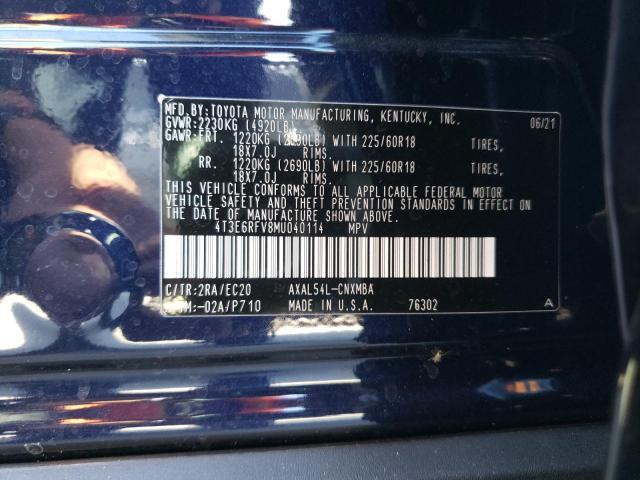 MFD.BY:TOYOTA MOTOR MANUFACTURING, KENTUCKY, INC. 06/21
GVWR:2230KG (4920LB)
GAWR:FRT. 1220KG (2690LB) WITH 225/60R18 TIRES,
18X7.0J RIMS.
RR. 1220KG (2690LB) WITH 225/60R18 TIRES,
18X7.0J RIMS.
THIS VEHICLE CONFORMS TO ALL APPLICABLE FEDERAL MOTOR
VEHICLE SAFETY AND THEFT PREVENTION STANDARDS IN EFFECT ON
THE DATE OF MANUFACTURE SHOWN ABOVE.
4T3E6RFV8MU040114 MPV
C/TR:2RA/EC20 AXAL54L-CNXMBA
-02A/P710 MADE IN U.S.A. 76302 A